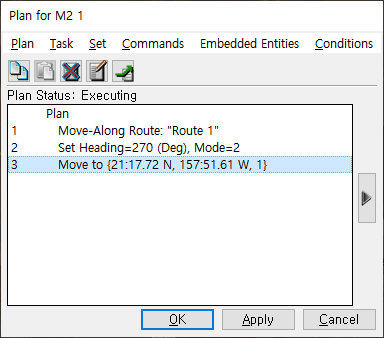 Plan for M2 1
Plan Task Set Commands Embedded Entities Conditions
Plan Status: Executing
Plan
1 Move-Along Route: "Route 1"
2 Set Heading=270 (Deg), Mode=2
3 Move to {21:17.72 N, 157:51.61 W, 1}
OK Apply Cancel